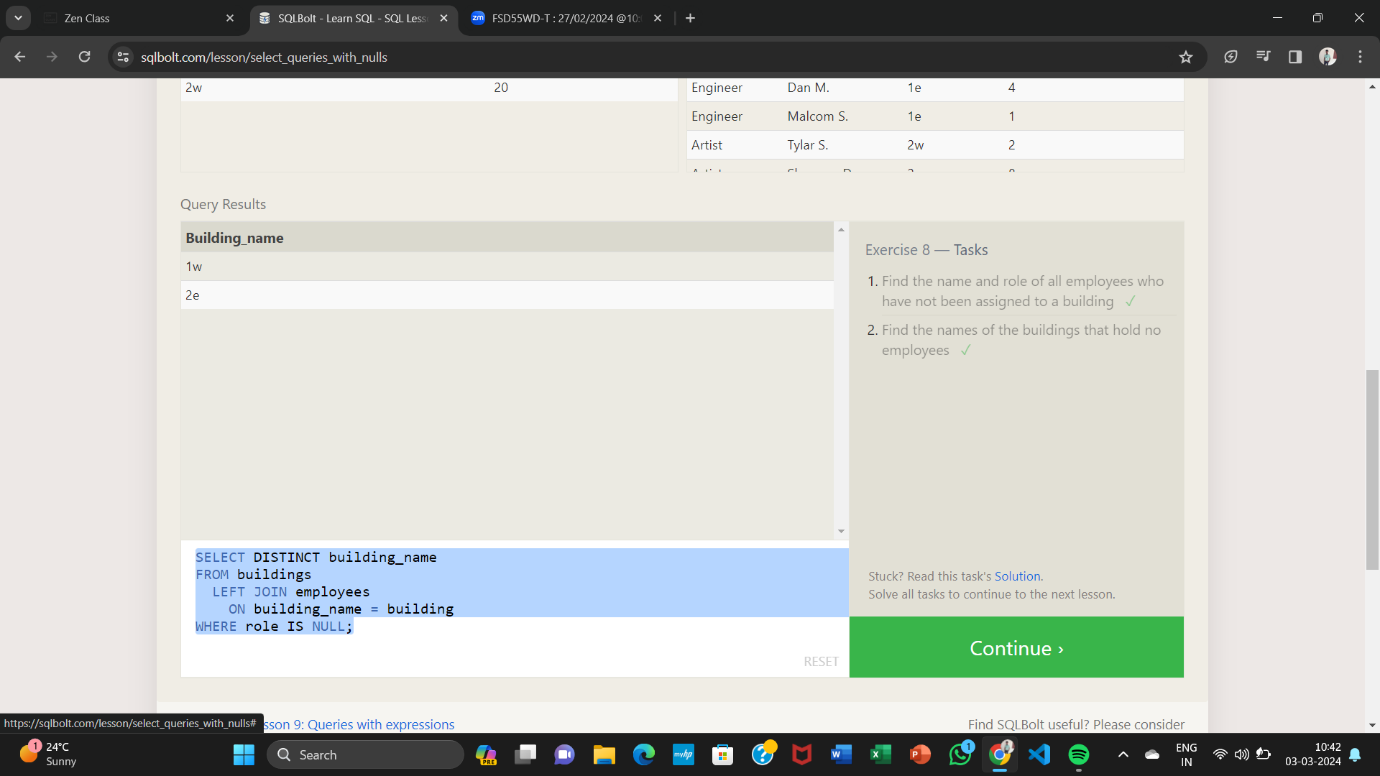 Zen Class
SQLBolt - Learn SQL - SQL Less
zm FSD55WD-T : 27/02/2024 @10:
sqlbolt.com/lesson/select_queries_with_nulls
2w 20
Engineer Dan M. 1e 4
Engineer Malcom S. 1e 1
Artist Tylar S. 2w 2
Query Results
Building_name
1w
2e
Exercise 8 — Tasks
1. Find the name and role of all employees who
have not been assigned to a building ✓
2. Find the names of the buildings that hold no
employees ✓
SELECT DISTINCT building_name
FROM buildings
LEFT JOIN employees
ON building_name = building
WHERE role IS NULL;
RESET
Stuck? Read this task's Solution.
Solve all tasks to continue to the next lesson.
Continue ›
https://sqlbolt.com/lesson/select_queries_with_nulls#
sson 9: Queries with expressions
Find SQLBolt useful? Please consider
1
24°C
Sunny
Search
PRE
myhp
1
ENG
IN
10:42
03-03-2024